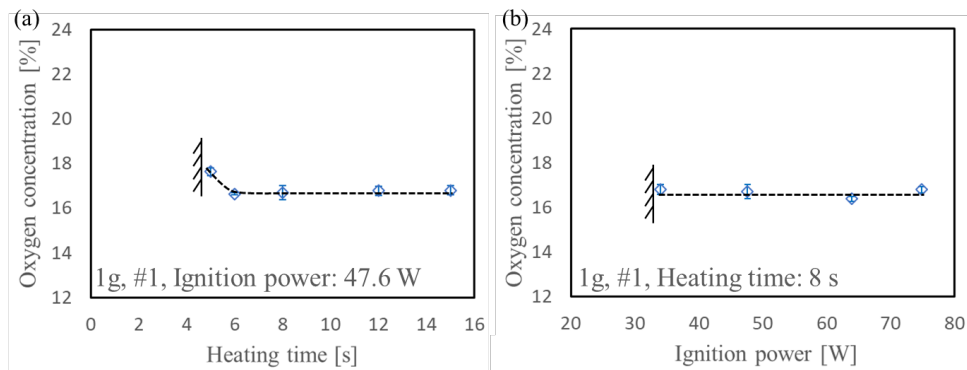 (a)
24
22
20
18
16
14
12
Oxygen concentration [%]
1g, #1, Ignition power: 47.6 W
0 2 4 6 8 10 12 14 16
Heating time [s]
(b)
24
22
20
18
16
14
12
Oxygen concentration [%]
1g, #1, Heating time: 8 s
20 30 40 50 60 70 80
Ignition power [W]